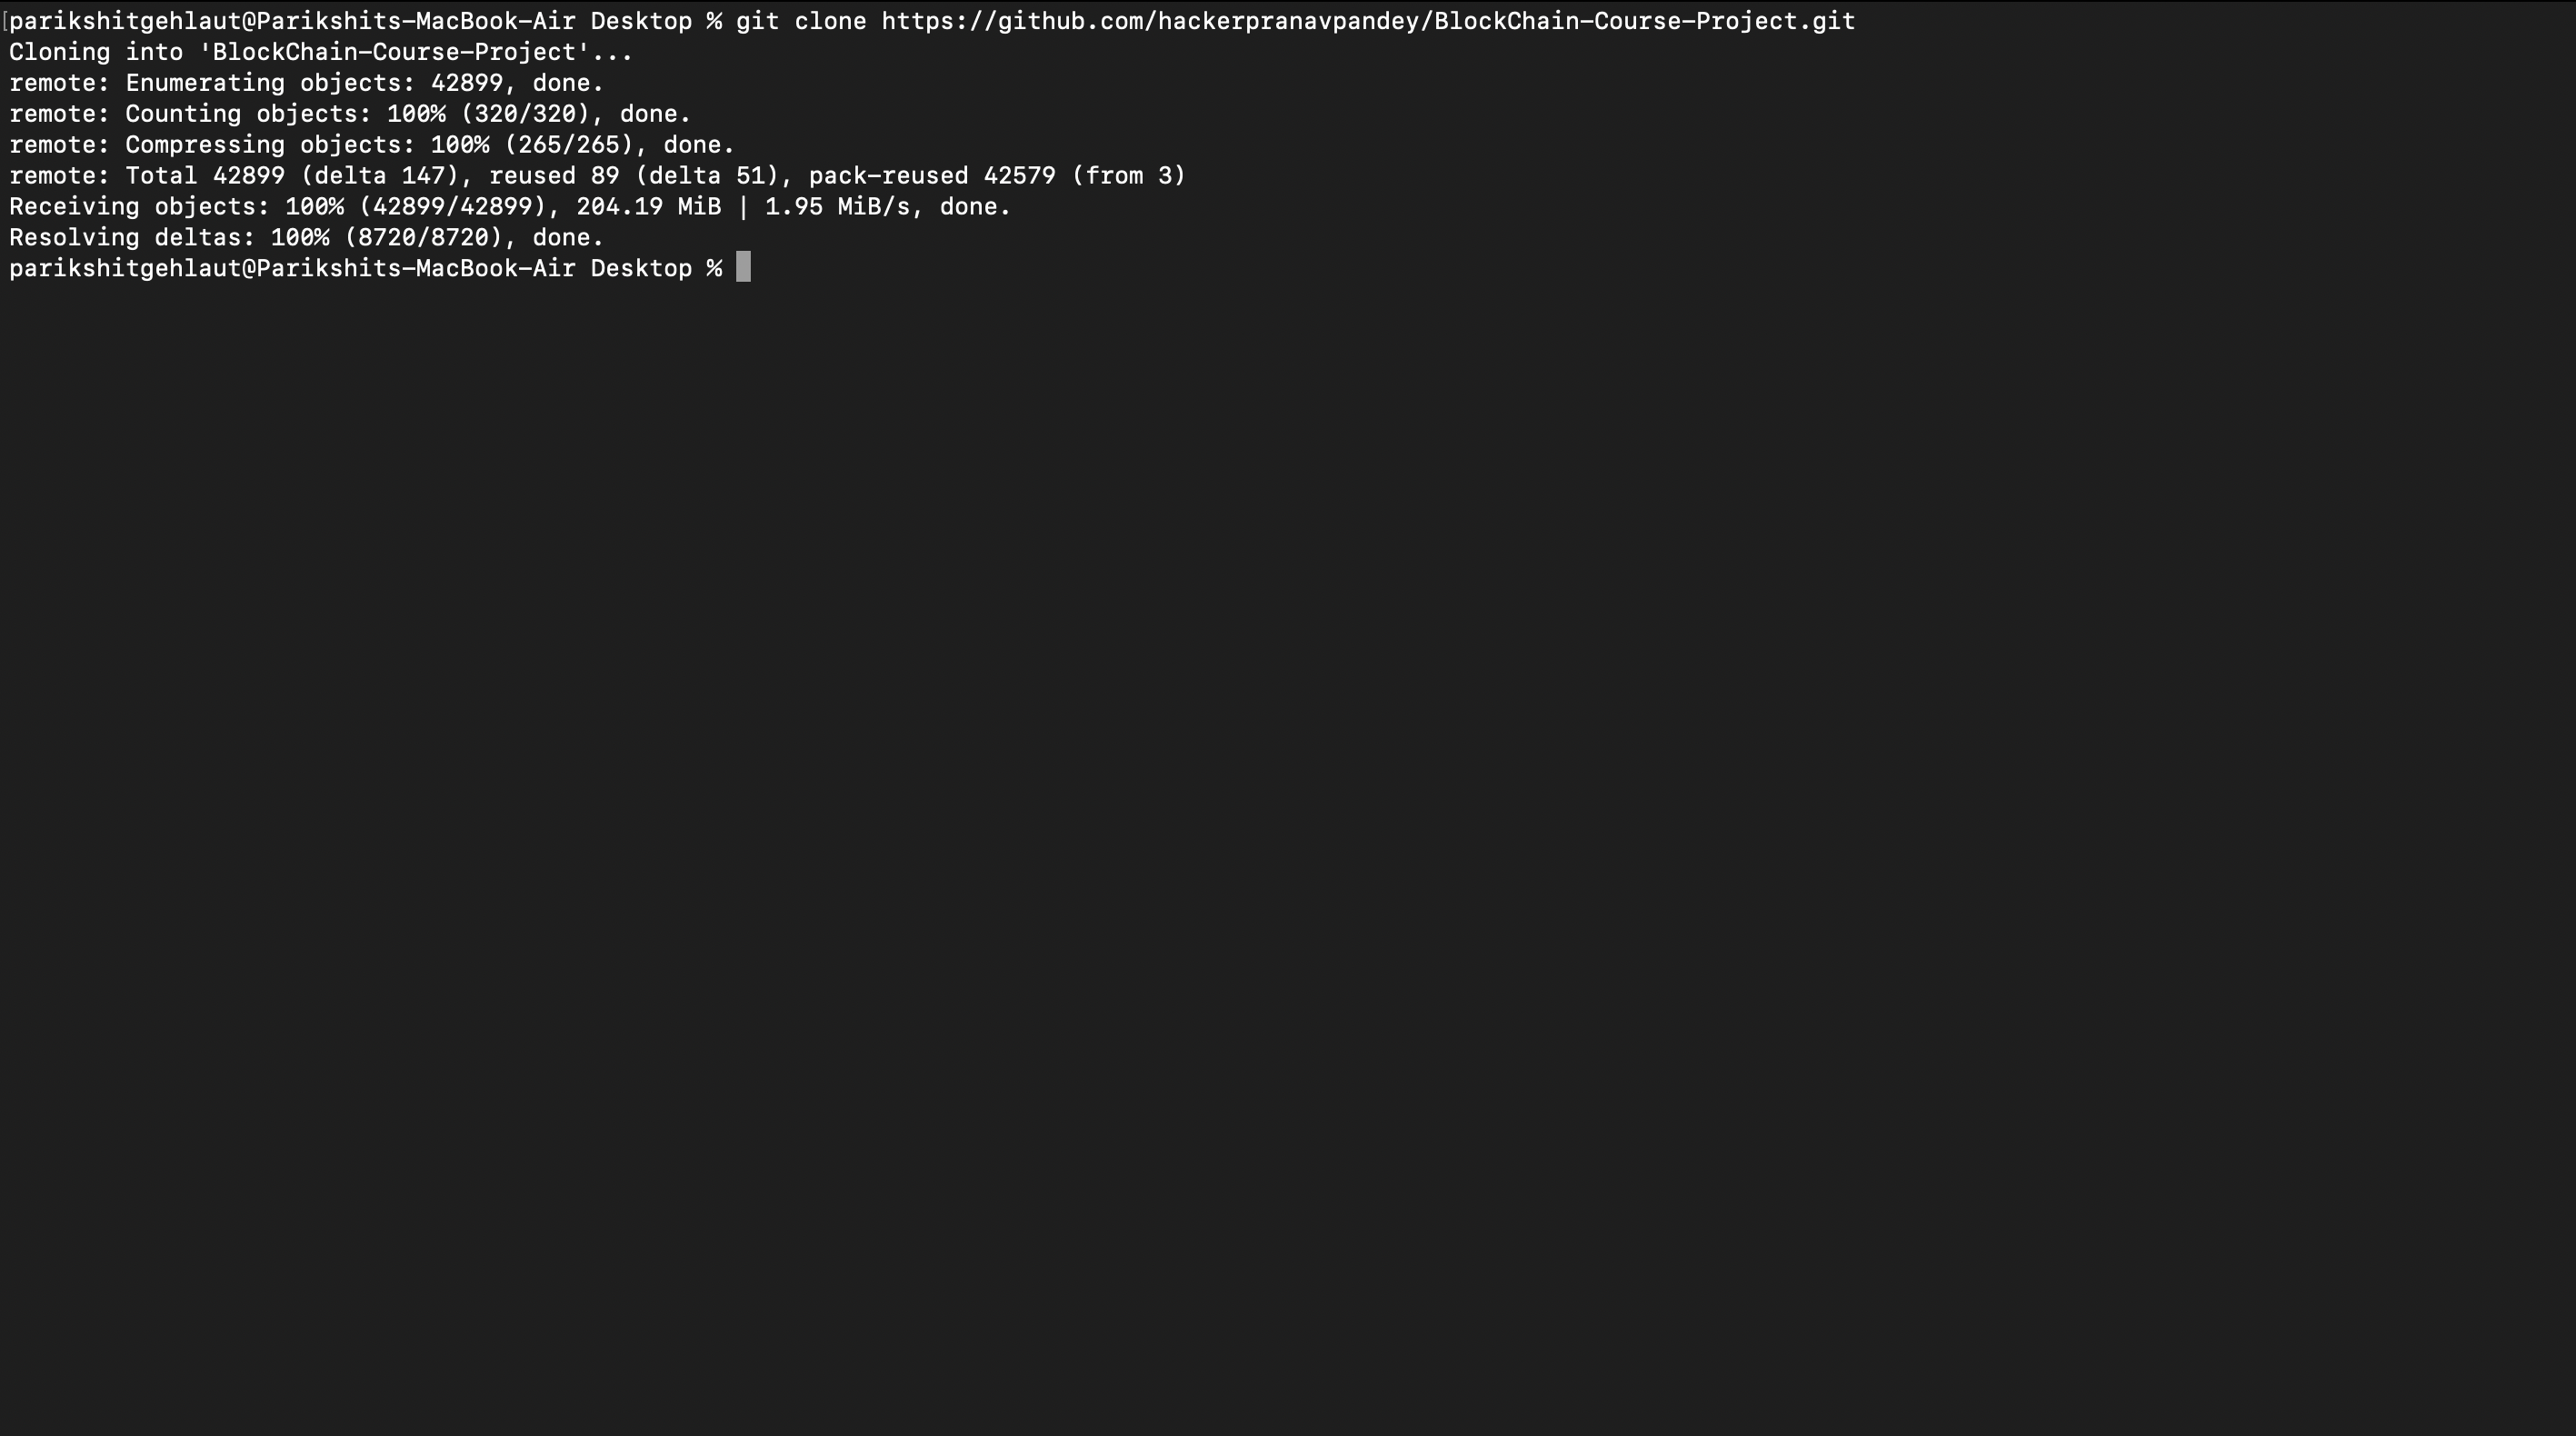 [parikshitgehlaut@Parikshits-MacBook-Air Desktop % git clone https://github.com/hackerpranavpandey/BlockChain-Course-Project.git
Cloning into 'BlockChain-Course-Project'...
remote: Enumerating objects: 42899, done.
remote: Counting objects: 100% (320/320), done.
remote: Compressing objects: 100% (265/265), done.
remote: Total 42899 (delta 147), reused 89 (delta 51), pack-reused 42579 (from 3)
Receiving objects: 100% (42899/42899), 204.19 MiB | 1.95 MiB/s, done.
Resolving deltas: 100% (8720/8720), done.
parikshitgehlaut@Parikshits-MacBook-Air Desktop %